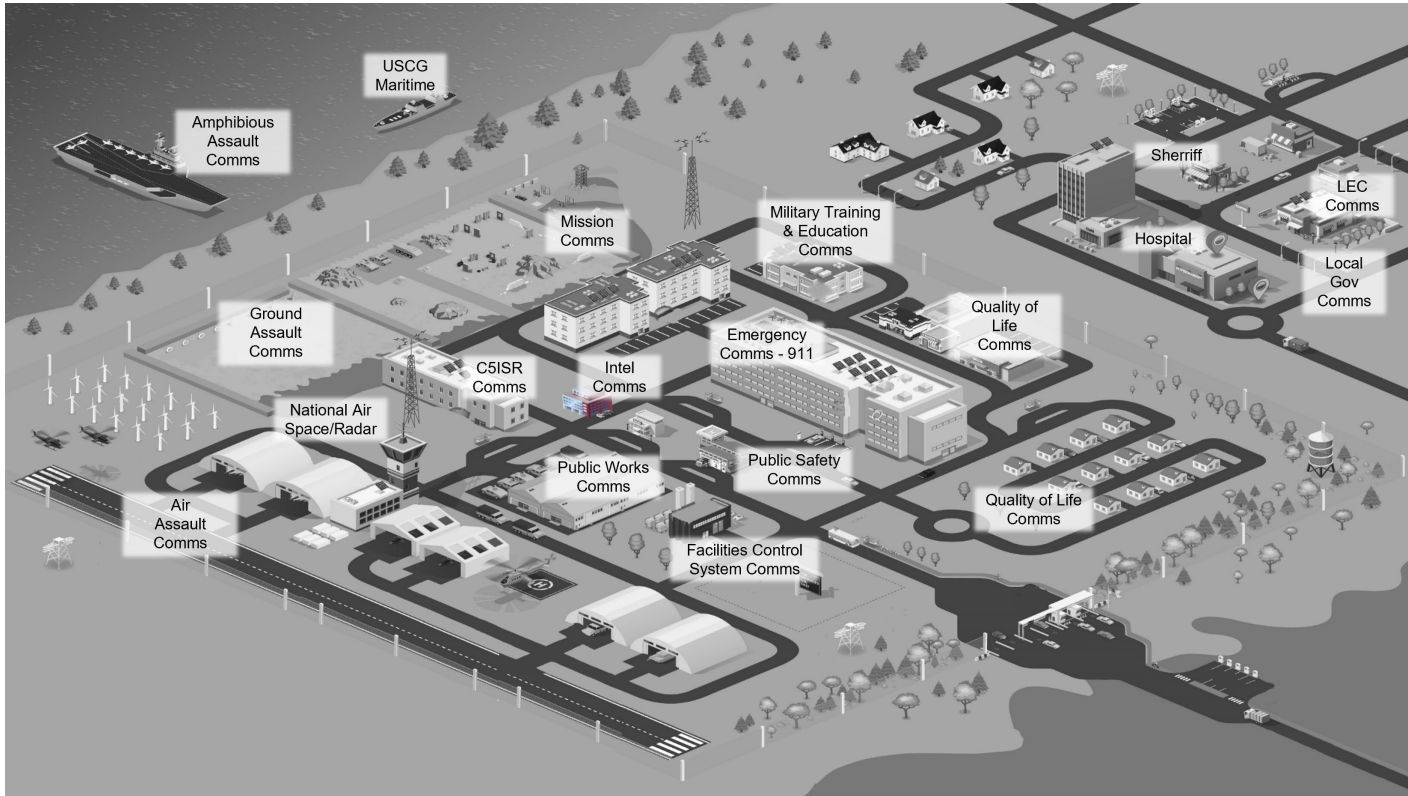 USCG
Maritime
Amphibious
Assault
Comms
Sherriff
LEC
Comms
Mission
Comms
Military Training
& Education
Comms
Hospital
Local
Gov
Comms
Ground
Assault
Comms
Quality of
Life
Comms
Emergency
Comms - 911
C5ISR
Comms
Intel
Comms
National Air
Space/Radar
Public Works
Comms
Public Safety
Comms
Quality of Life
Comms
Air
Assault
Comms
Facilities Control
System Comms
H